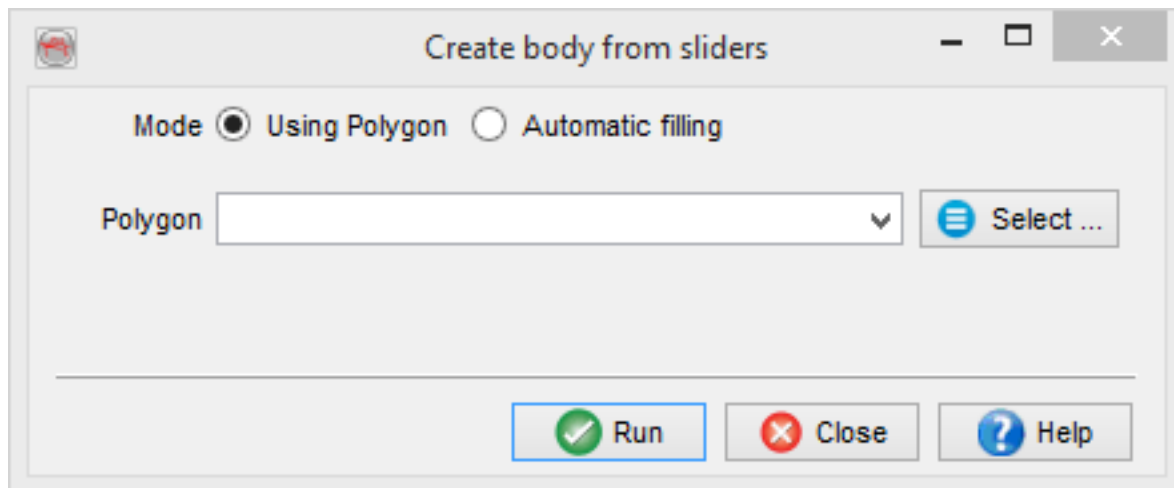 Create body from sliders
Mode Using Polygon Automatic filling
Polygon Select ...
Run Close Help